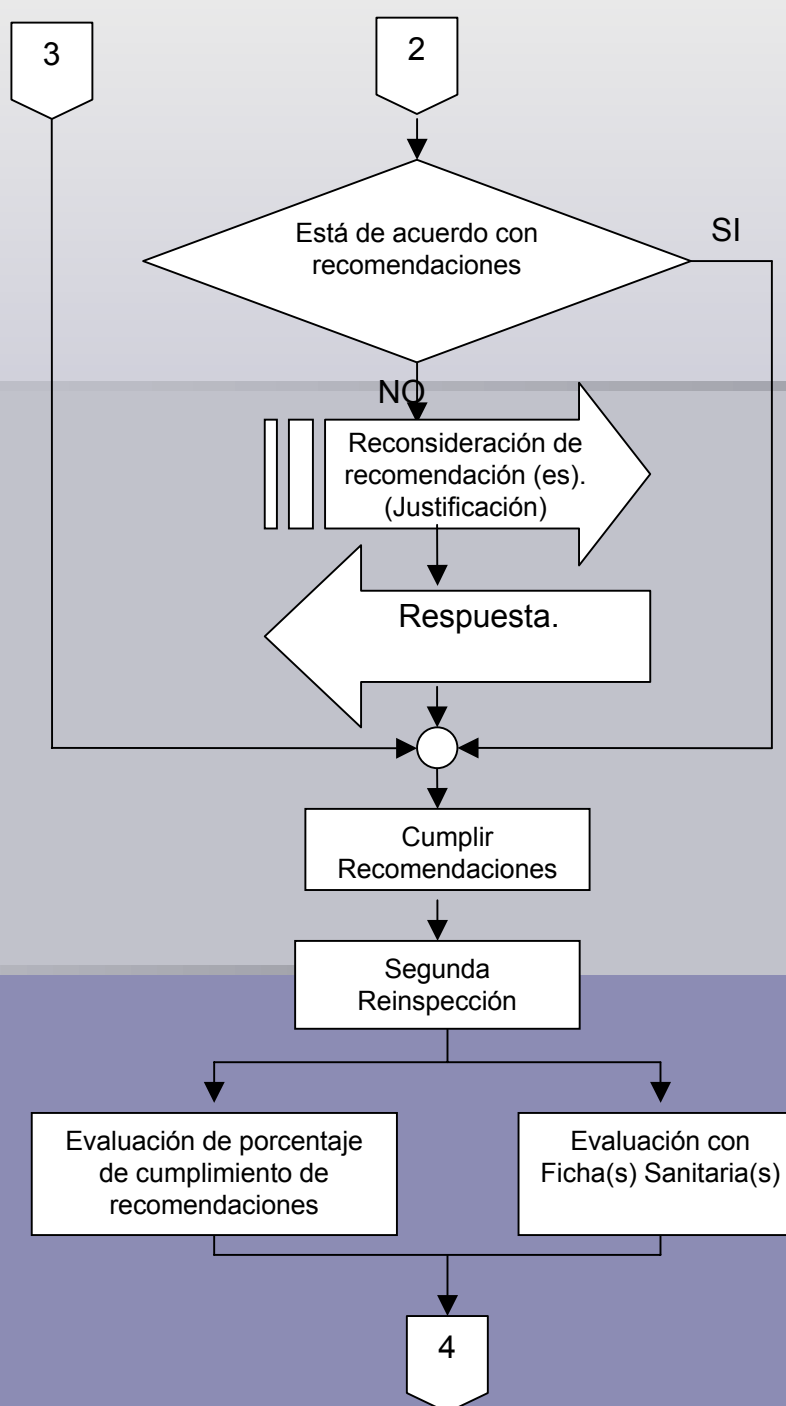 3
2
Está de acuerdo con
recomendaciones
SI
NO
Reconsideración de
recomendación (es).
(Justificación)
Respuesta.
Cumplir
Recomendaciones
Segunda
Reinspección
Evaluación de porcentaje
de cumplimiento de
recomendaciones
Evaluación con
Ficha(s) Sanitaria(s)
4